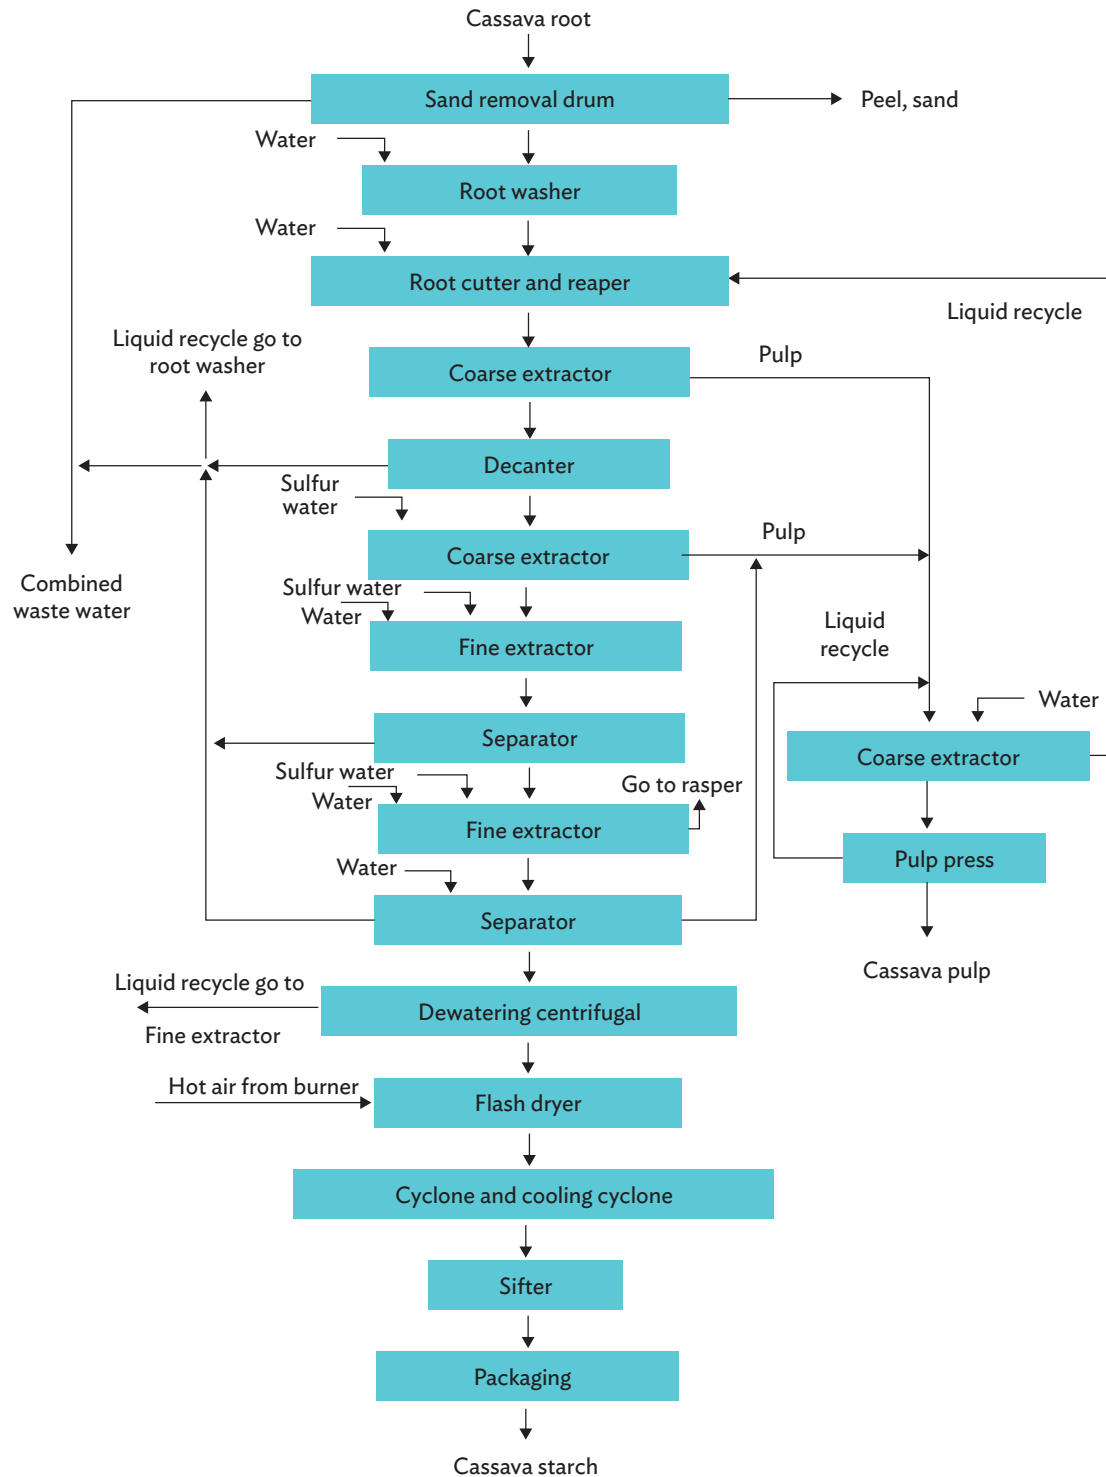 Cassava root
Sand removal drum
Peel, sand
Water
Root washer
Water
Root cutter and reaper
Liquid recycle
Liquid recycle go to
root washer
Pulp
Coarse extractor
Decanter
Sulfur
water
Pulp
Coarse extractor
Combined
waste water
Sulfur water
Water
Fine extractor
Liquid
recycle
Water
Separator
Coarse extractor
Sulfur water
Water
Go to rasper
Fine extractor
Pulp press
Water
Separator
Cassava pulp
Liquid recycle go to
Fine extractor
Dewatering centrifugal
Hot air from burner
Flash dryer
Cyclone and cooling cyclone
Sifter
Packaging
Cassava starch